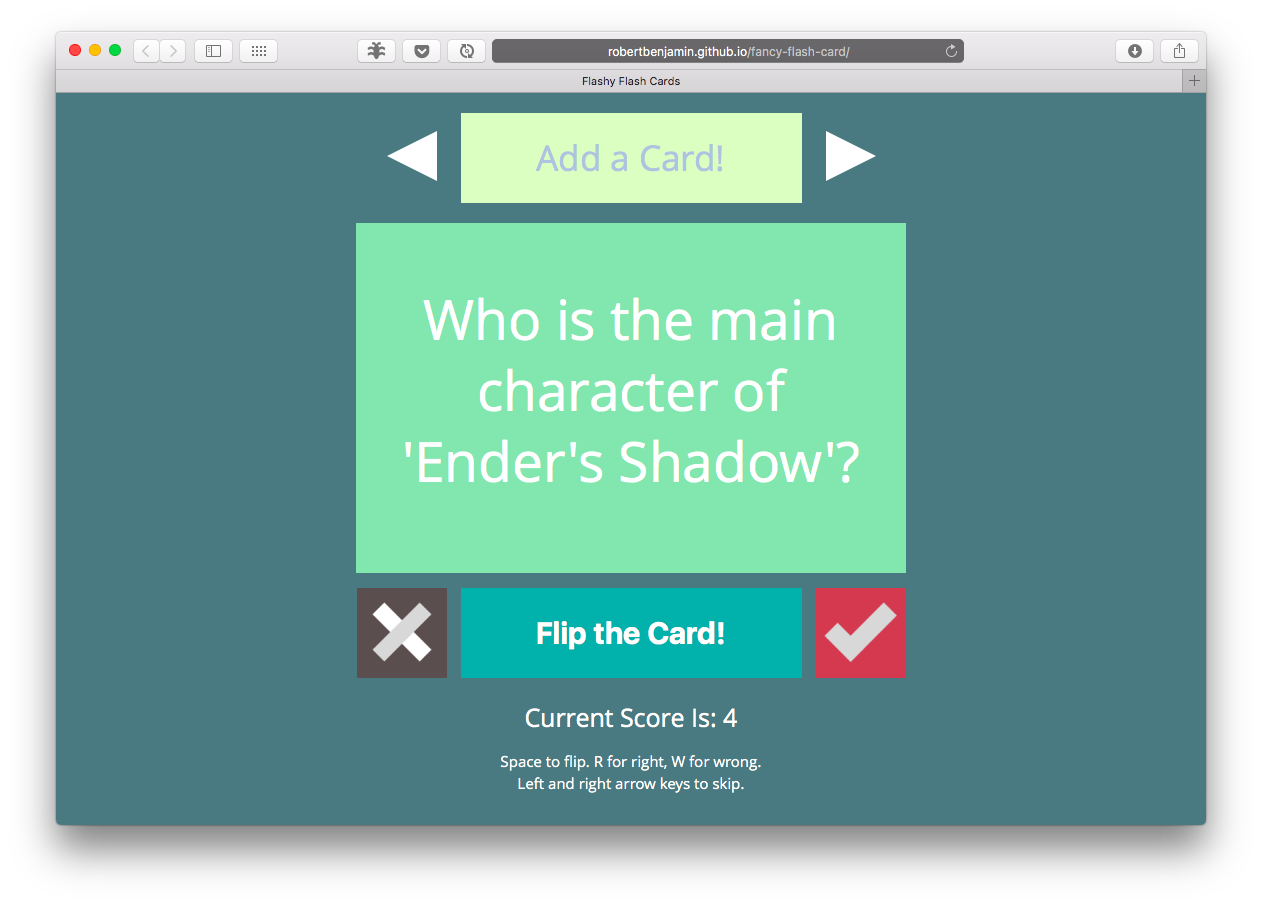 robertbenjamin.github.io/fancy-flash-card/
Flashy Flash Cards
Add a Card!
Who is the main
character of
'Ender's Shadow'?
Flip the Card!
Current Score Is: 4
Space to flip. R for right, W for wrong.
Left and right arrow keys to skip.